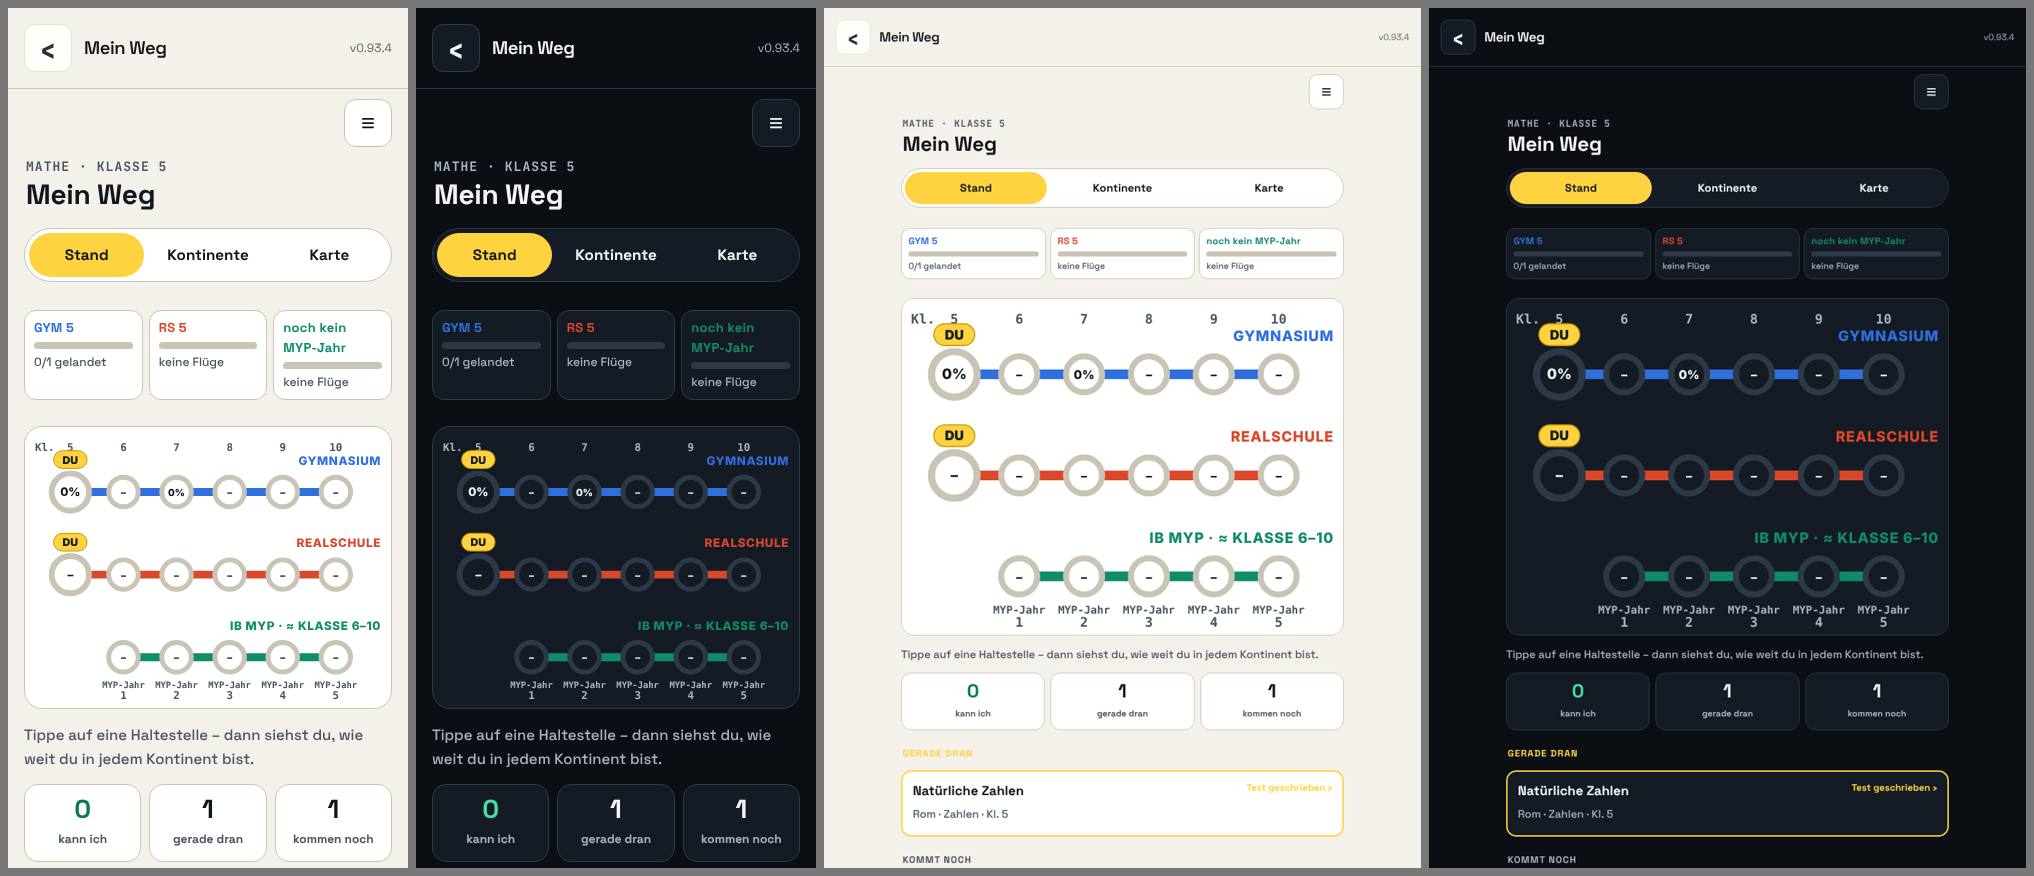 <
Mein Weg
v0.93.4
≡
MATHE · KLASSE 5
Mein Weg
Stand
Kontinente
Karte
GYM 5
0/1 gelandet
RS 5
keine Flüge
noch kein
MYP-Jahr
keine Flüge
Kl. 5 6 7 8 9 10
DU
GYMNASIUM
0% - 0% - - -
DU
REALSCHULE
- - - - - -
IB MYP · ≈ KLASSE 6–10
- - - - -
MYP-Jahr MYP-Jahr MYP-Jahr MYP-Jahr MYP-Jahr
1 2 3 4 5
Tippe auf eine Haltestelle – dann siehst du, wie
weit du in jedem Kontinent bist.
0 1 1
kann ich gerade dran kommen noch
<
Mein Weg
v0.93.4
≡
MATHE · KLASSE 5
Mein Weg
Stand
Kontinente
Karte
GYM 5
0/1 gelandet
RS 5
keine Flüge
noch kein
MYP-Jahr
keine Flüge
Kl. 5 6 7 8 9 10
DU
GYMNASIUM
0% - 0% - - -
DU
REALSCHULE
- - - - - -
IB MYP · ≈ KLASSE 6–10
- - - - -
MYP-Jahr MYP-Jahr MYP-Jahr MYP-Jahr MYP-Jahr
1 2 3 4 5
Tippe auf eine Haltestelle – dann siehst du, wie
weit du in jedem Kontinent bist.
0 1 1
kann ich gerade dran kommen noch
<
Mein Weg
v0.93.4
≡
MATHE · KLASSE 5
Mein Weg
Stand
Kontinente
Karte
GYM 5
0/1 gelandet
RS 5
keine Flüge
noch kein MYP-Jahr
keine Flüge
Kl. 5 6 7 8 9 10
DU
GYMNASIUM
0% - 0% - - -
DU
REALSCHULE
- - - - - -
IB MYP · ≈ KLASSE 6–10
- - - - -
MYP-Jahr MYP-Jahr MYP-Jahr MYP-Jahr MYP-Jahr
1 2 3 4 5
Tippe auf eine Haltestelle – dann siehst du, wie weit du in jedem Kontinent bist.
0 1 1
kann ich gerade dran kommen noch
GERADE DRAN
Natürliche Zahlen
Test geschrieben >
Rom · Zahlen · Kl. 5
KOMMT NOCH
<
Mein Weg
v0.93.4
≡
MATHE · KLASSE 5
Mein Weg
Stand
Kontinente
Karte
GYM 5
0/1 gelandet
RS 5
keine Flüge
noch kein MYP-Jahr
keine Flüge
Kl. 5 6 7 8 9 10
DU
GYMNASIUM
0% - 0% - - -
DU
REALSCHULE
- - - - - -
IB MYP · ≈ KLASSE 6–10
- - - - -
MYP-Jahr MYP-Jahr MYP-Jahr MYP-Jahr MYP-Jahr
1 2 3 4 5
Tippe auf eine Haltestelle – dann siehst du, wie weit du in jedem Kontinent bist.
0 1 1
kann ich gerade dran kommen noch
GERADE DRAN
Natürliche Zahlen
Test geschrieben >
Rom · Zahlen · Kl. 5
KOMMT NOCH